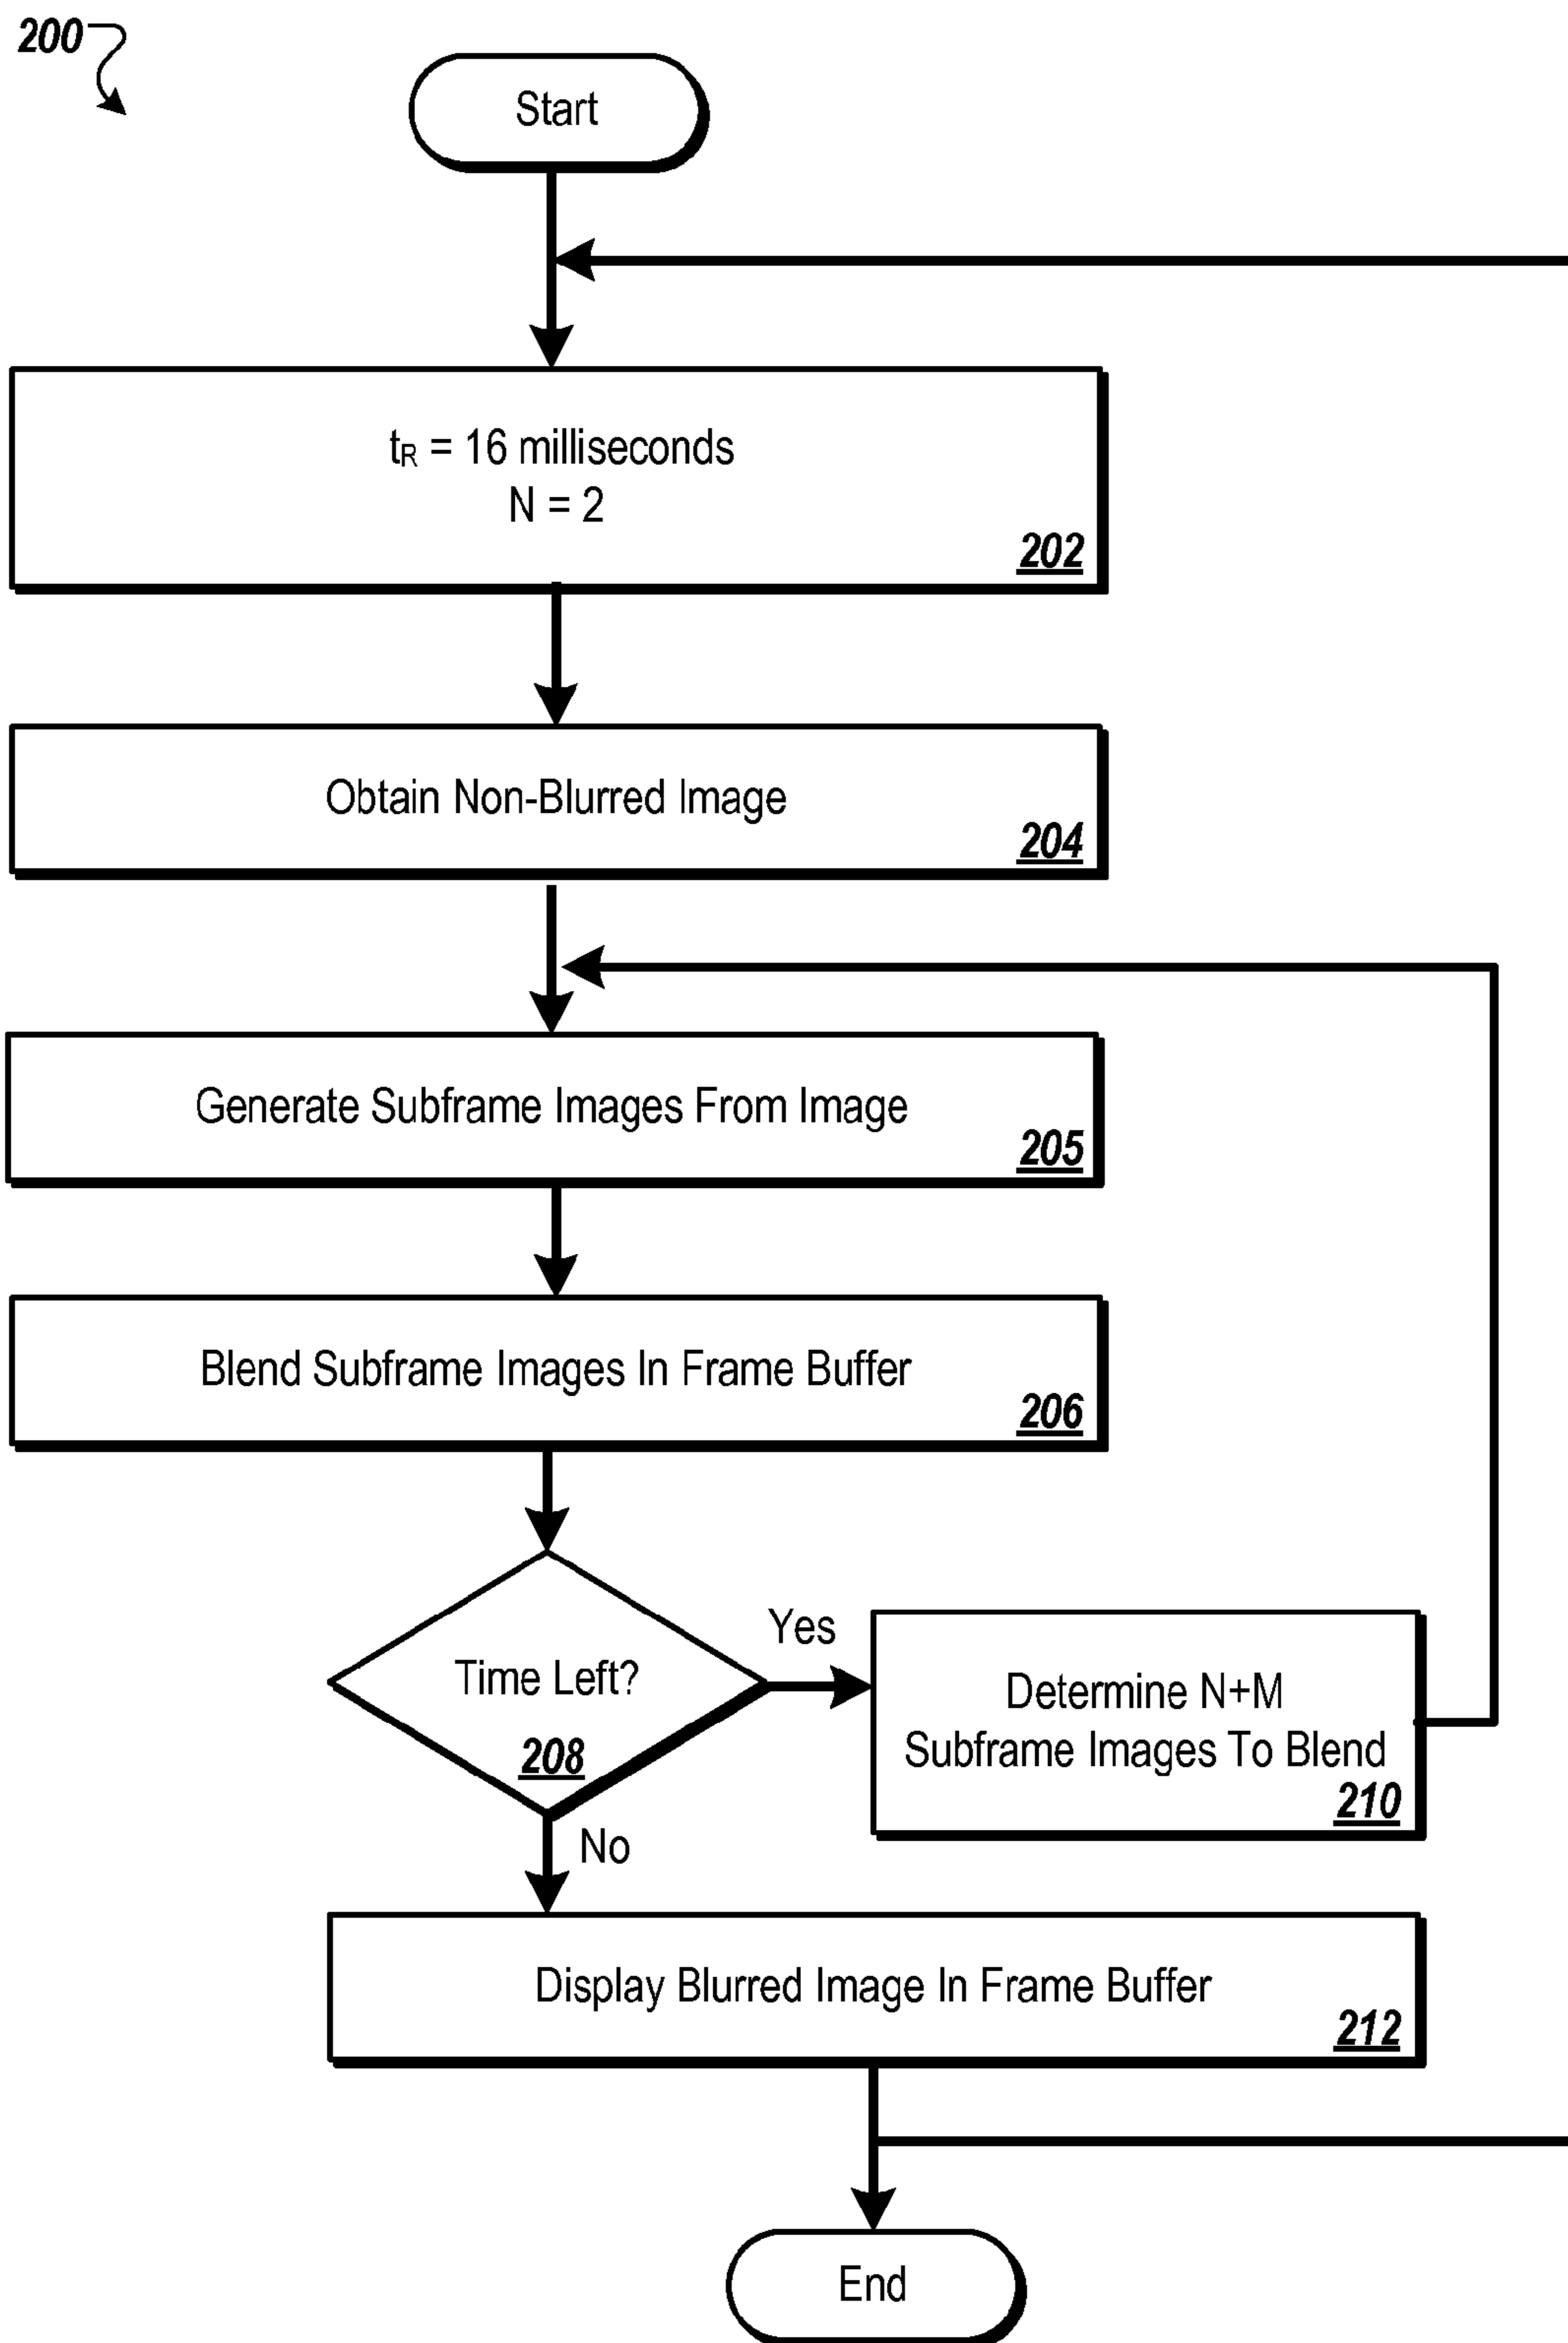 200
Start
tR = 16 milliseconds
N = 2
202
Obtain Non-Blurred Image
204
Generate Subframe Images From Image
205
Blend Subframe Images In Frame Buffer
206
Time Left?
208
Yes
Determine N+M
Subframe Images To Blend
210
No
Display Blurred Image In Frame Buffer
212
End